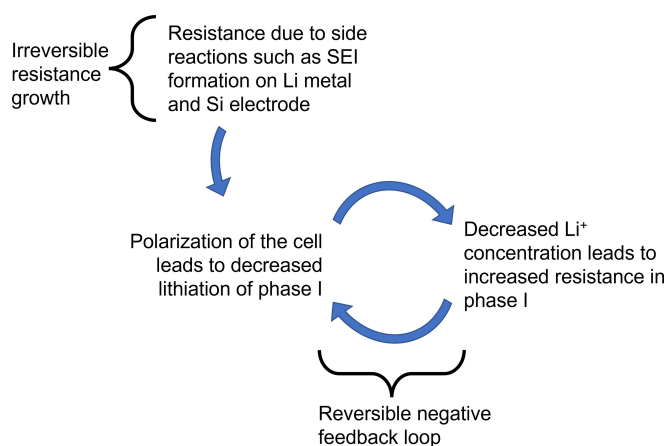 Irreversible
resistance
growth
Resistance due to side
reactions such as SEI
formation on Li metal
and Si electrode
Polarization of the cell
leads to decreased
lithiation of phase I
Decreased Li⁺
concentration leads to
increased resistance in
phase I
Reversible negative
feedback loop